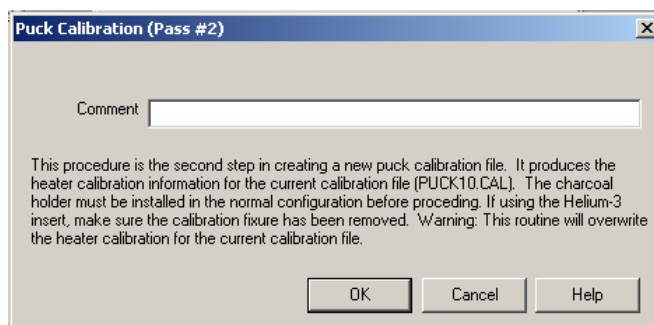 Puck Calibration (Pass #2)
Comment
This procedure is the second step in creating a new puck calibration file. It produces the
heater calibration information for the current calibration file (PUCK10.CAL). The charcoal
holder must be installed in the normal configuration before proceding. If using the Helium-3
insert, make sure the calibration fixure has been removed. Warning: This routine will overwrite
the heater calibration for the current calibration file.
OK Cancel Help